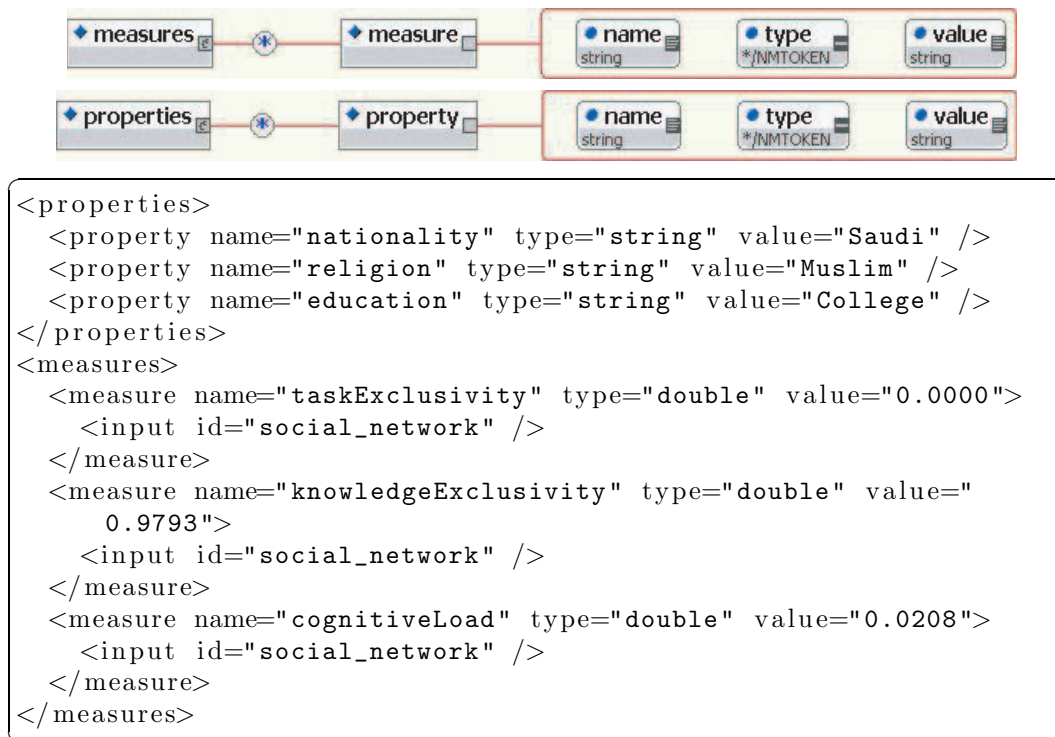 measures * measure name type value
string */NMTOKEN string
properties * property name type value
string */NMTOKEN string
<properties>
<property name="nationality" type="string" value="Saudi" />
<property name="religion" type="string" value="Muslim" />
<property name="education" type="string" value="College" />
</properties>
<measures>
<measure name="taskExclusivity" type="double" value="0.0000">
<input id="social_network" />
</measure>
<measure name="knowledgeExclusivity" type="double" value="
0.9793">
<input id="social_network" />
</measure>
<measure name="cognitiveLoad" type="double" value="0.0208">
<input id="social_network" />
</measure>
</measures>